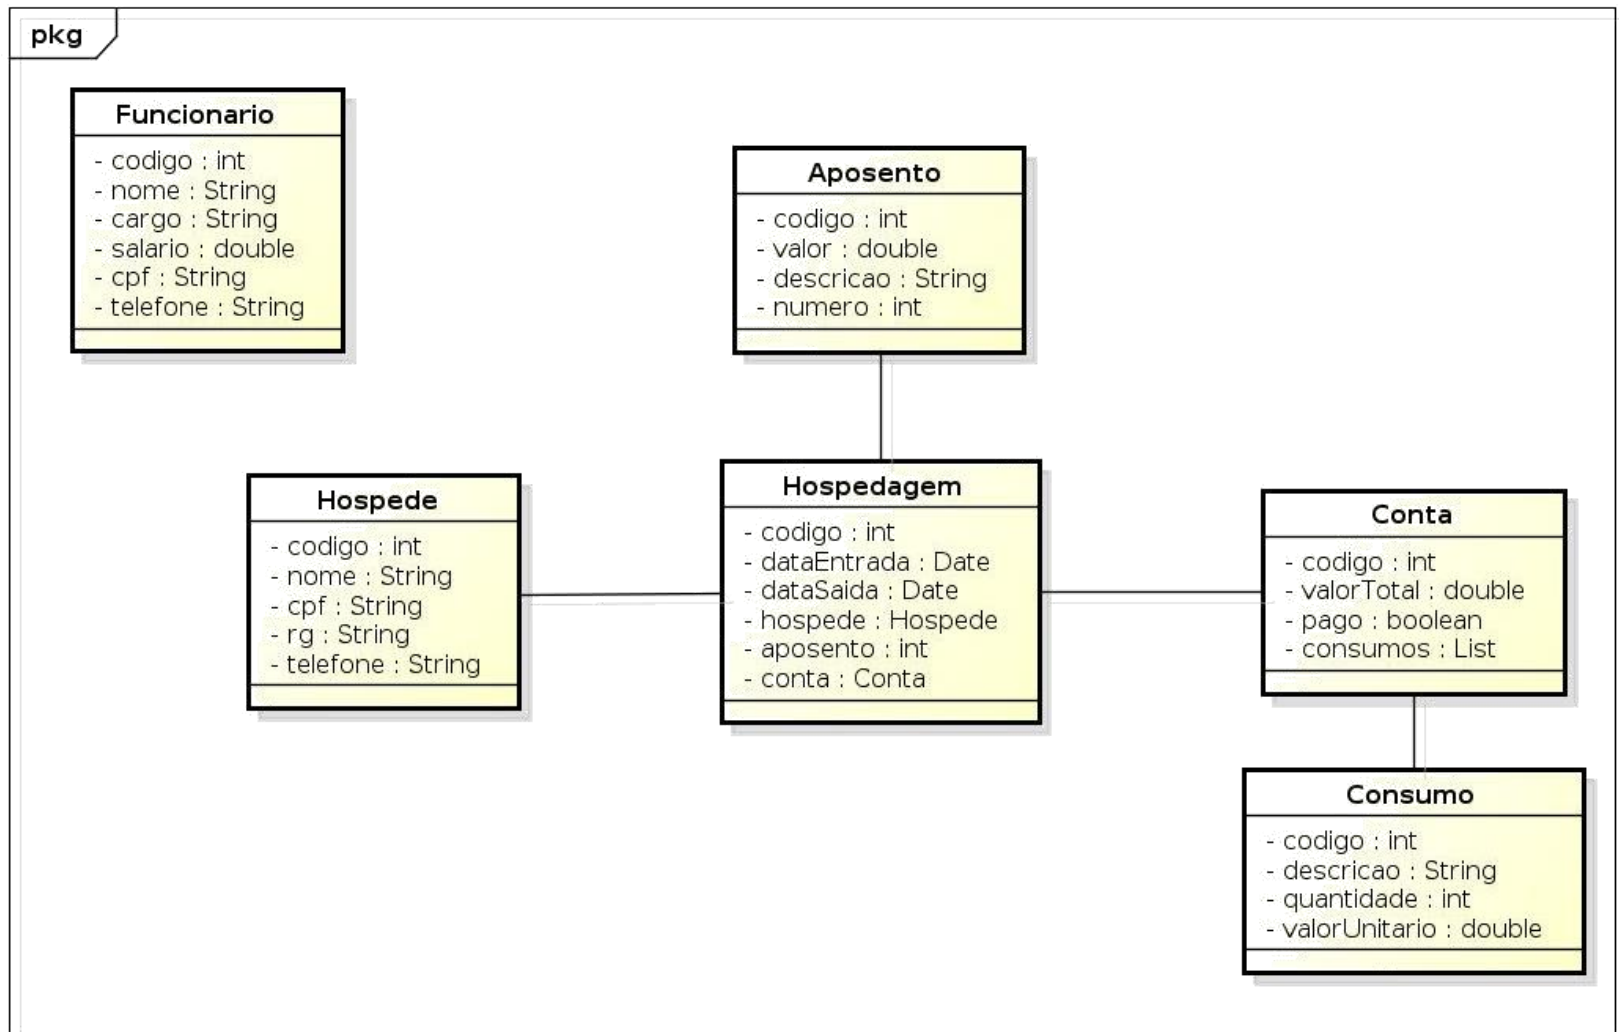 pkg
Funcionario
- codigo : int
- nome : String
- cargo : String
- salario : double
- cpf : String
- telefone : String
Aposento
- codigo : int
- valor : double
- descricao : String
- numero : int
Hospede
- codigo : int
- nome : String
- cpf : String
- rg : String
- telefone : String
Hospedagem
- codigo : int
- dataEntrada : Date
- dataSaida : Date
- hospede : Hospede
- aposento : int
- conta : Conta
Conta
- codigo : int
- valorTotal : double
- pago : boolean
- consumos : List
Consumo
- codigo : int
- descricao : String
- quantidade : int
- valorUnitario : double